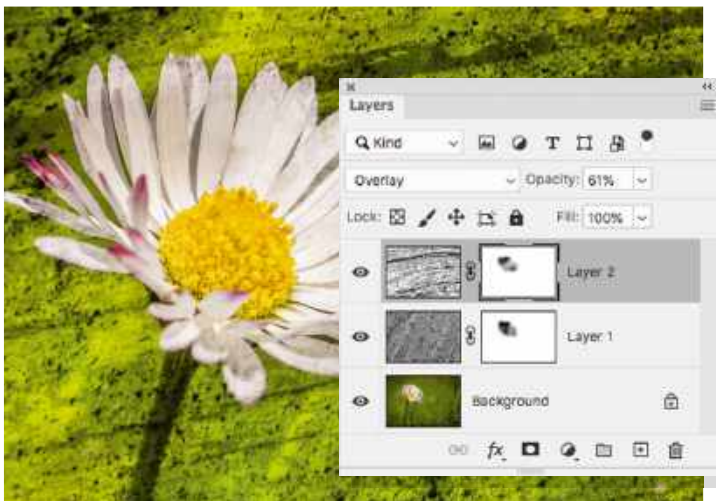 Layers
Kind
Overlay Opacity: 61%
Lock: Fill: 100%
Layer 2
Layer 1
Background
fx